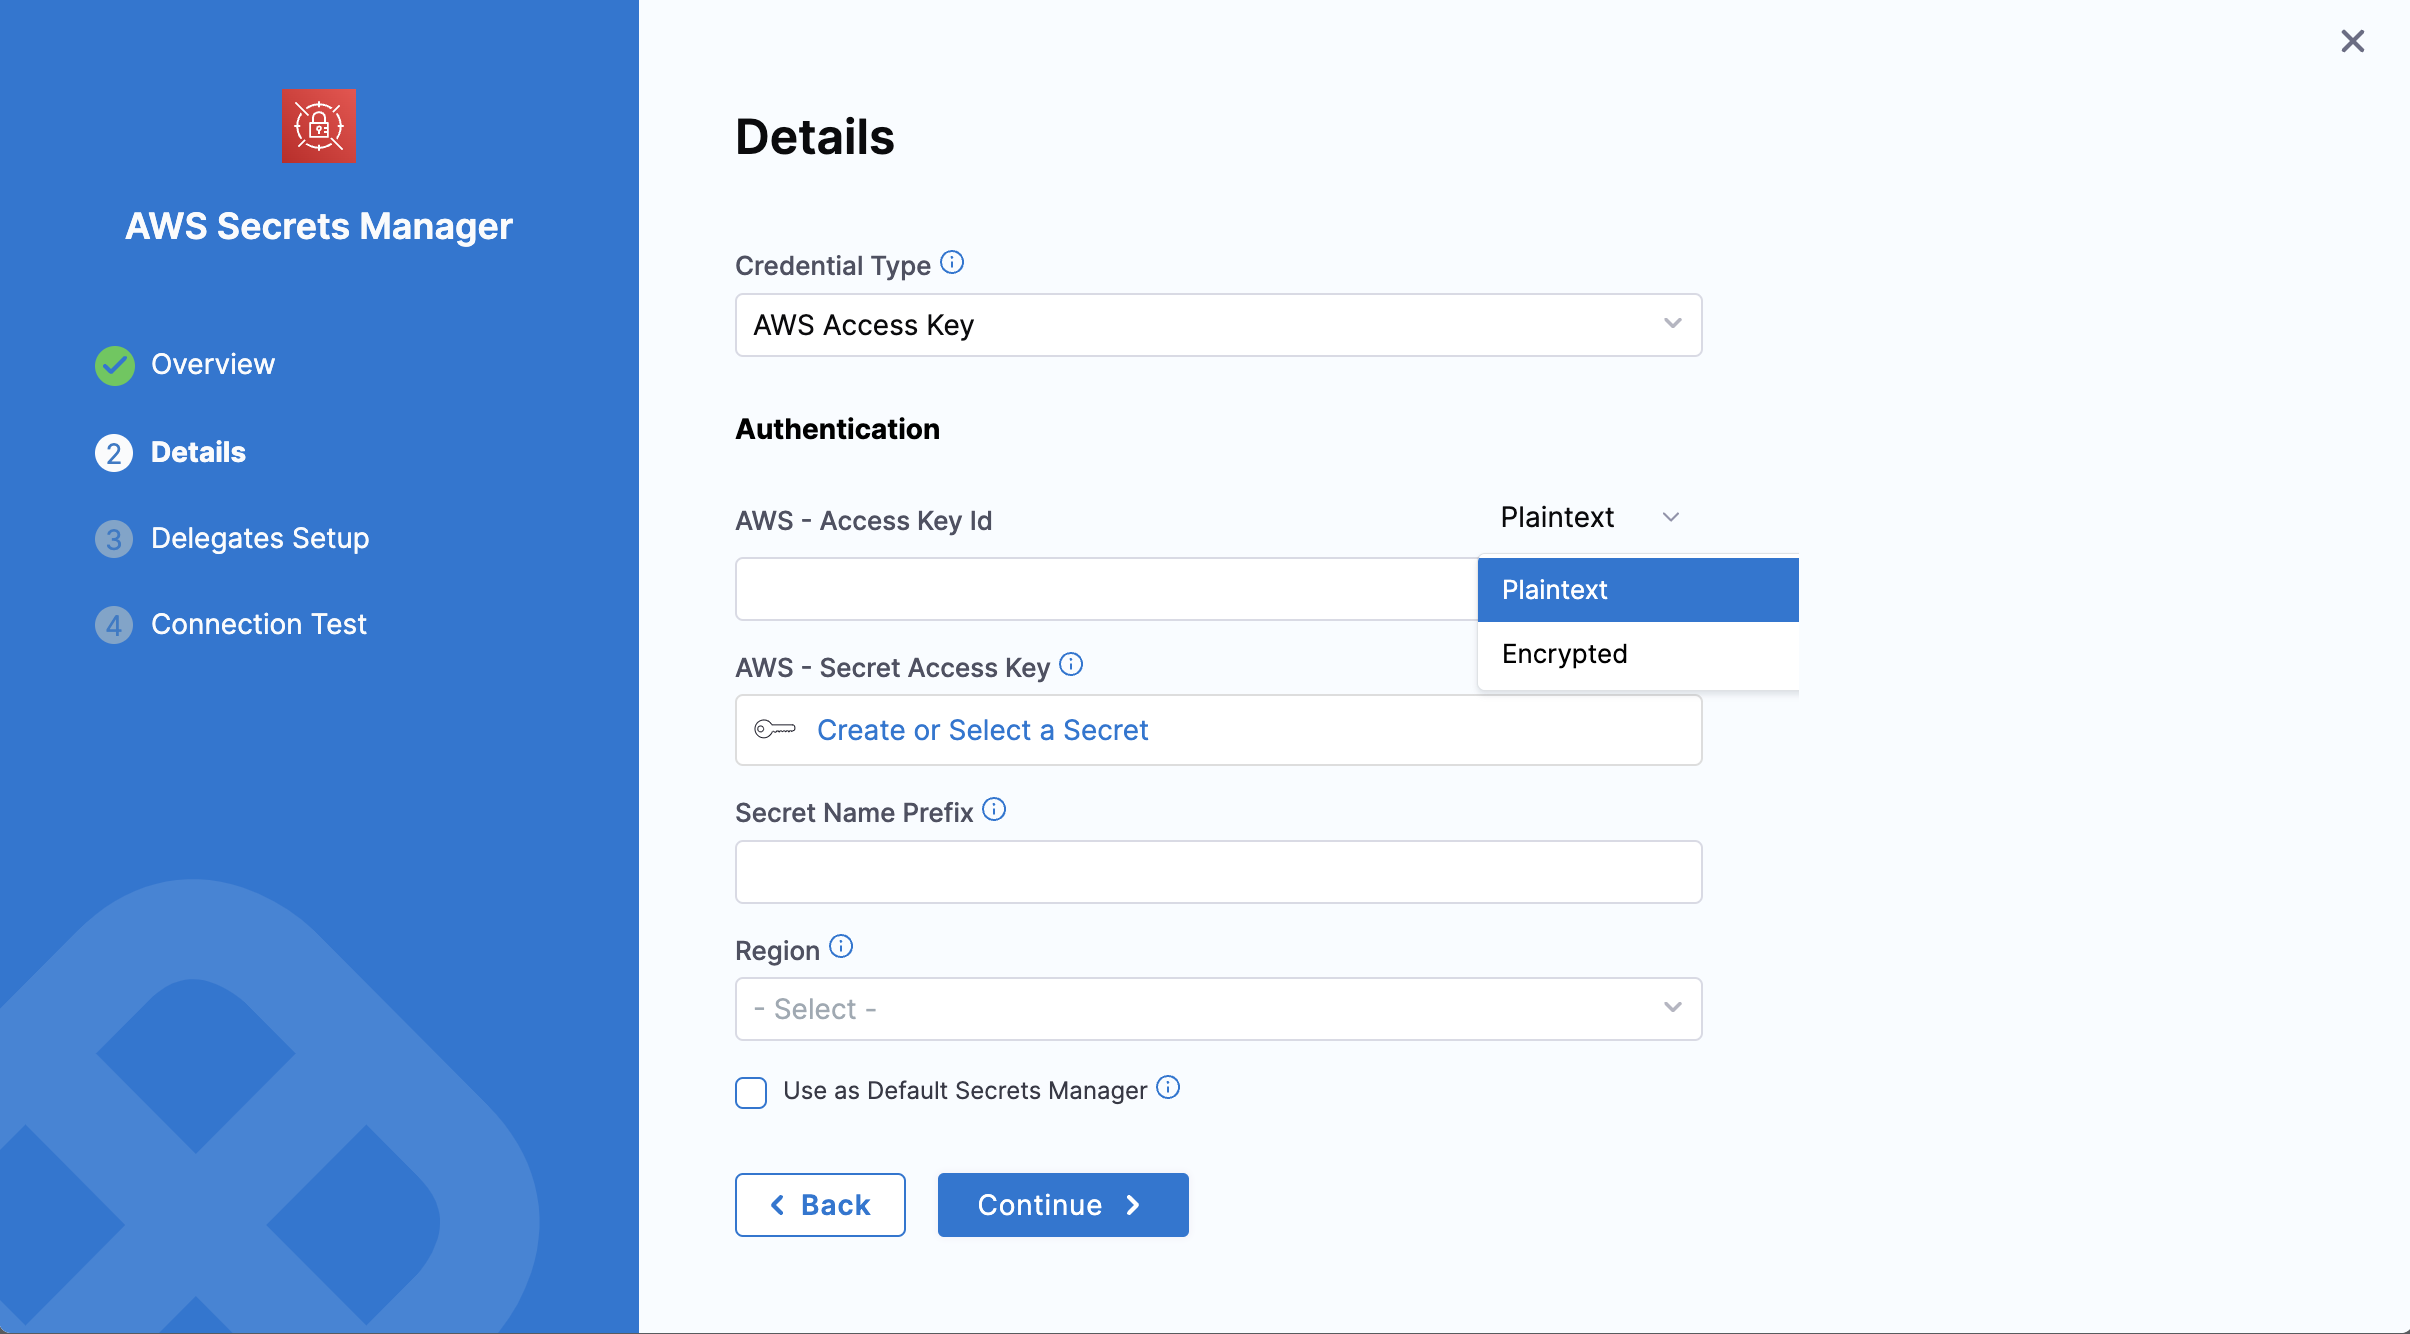 AWS Secrets Manager
Overview
2 Details
3 Delegates Setup
4 Connection Test
Details
Credential Type
AWS Access Key
Authentication
AWS - Access Key Id
Plaintext
Plaintext
Encrypted
AWS - Secret Access Key
Create or Select a Secret
Secret Name Prefix
Region
- Select -
Use as Default Secrets Manager
Back
Continue